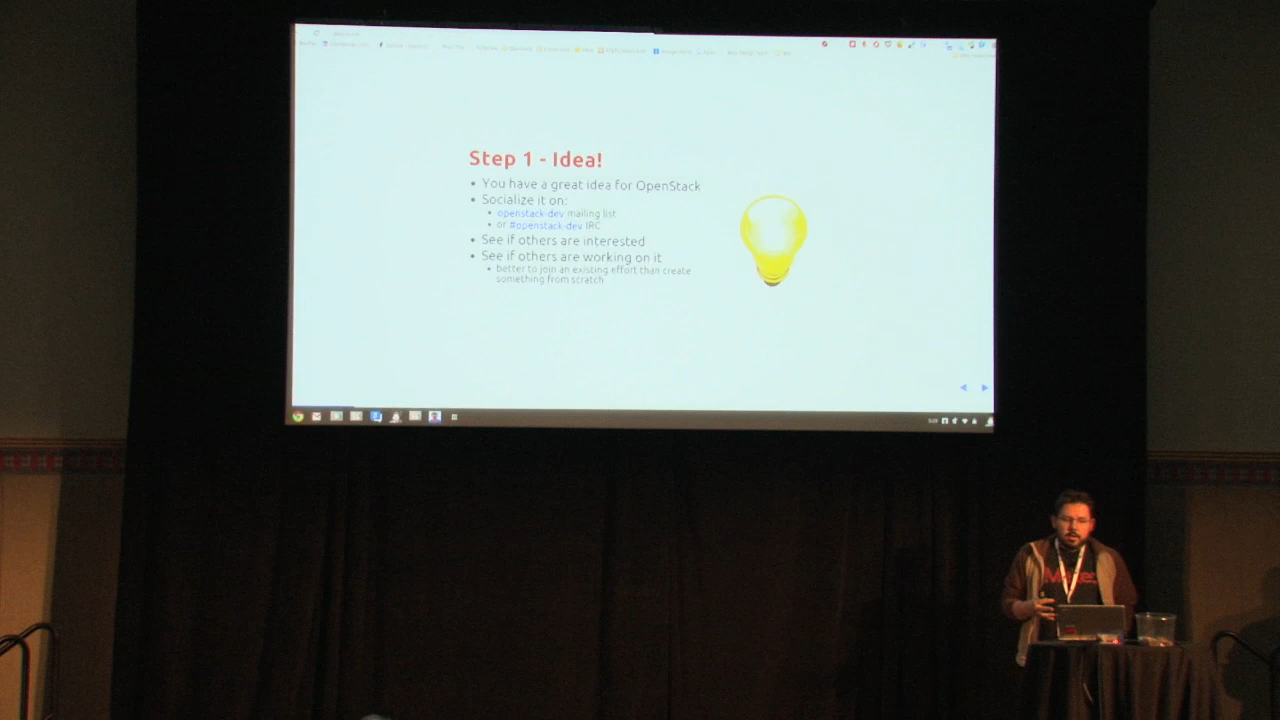 Step 1 - Idea!
You have a great idea for OpenStack
Socialize it on:
openstack-dev mailing list
or #openstack-dev IRC
See if others are interested
See if others are working on it
better to join an existing effort than create
something from scratch